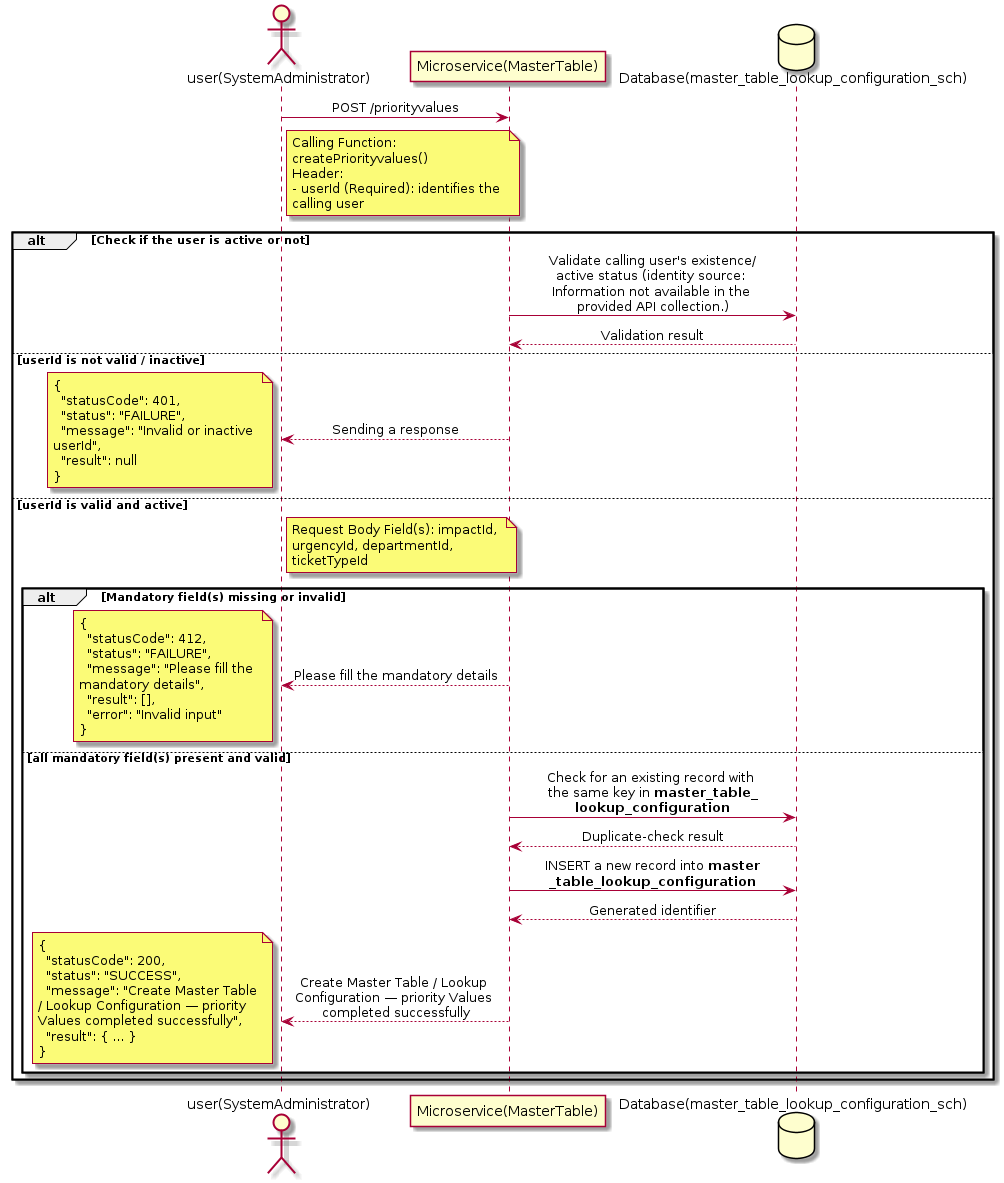 user(SystemAdministrator)
Microservice(MasterTable)
Database(master_table_lookup_configuration_sch)
POST /priorityvalues
Calling Function:
createPriorityvalues()
Header:
- userId (Required): identifies the
calling user
alt
[Check if the user is active or not]
Validate calling user's existence/
active status (identity source:
Information not available in the
provided API collection.)
Validation result
[userId is not valid / inactive]
{
"statusCode": 401,
"status": "FAILURE",
"message": "Invalid or inactive
userId",
"result": null
}
Sending a response
[userId is valid and active]
Request Body Field(s): impactId,
urgencyId, departmentId,
ticketTypeId
alt
[Mandatory field(s) missing or invalid]
{
"statusCode": 412,
"status": "FAILURE",
"message": "Please fill the
mandatory details",
"result": [],
"error": "Invalid input"
}
Please fill the mandatory details
[all mandatory field(s) present and valid]
Check for an existing record with
the same key in master_table_
lookup_configuration
Duplicate-check result
INSERT a new record into master
_table_lookup_configuration
Generated identifier
{
"statusCode": 200,
"status": "SUCCESS",
"message": "Create Master Table
/ Lookup Configuration — priority
Values completed successfully",
"result": { ... }
}
Create Master Table / Lookup
Configuration — priority Values
completed successfully
user(SystemAdministrator)
Microservice(MasterTable)
Database(master_table_lookup_configuration_sch)